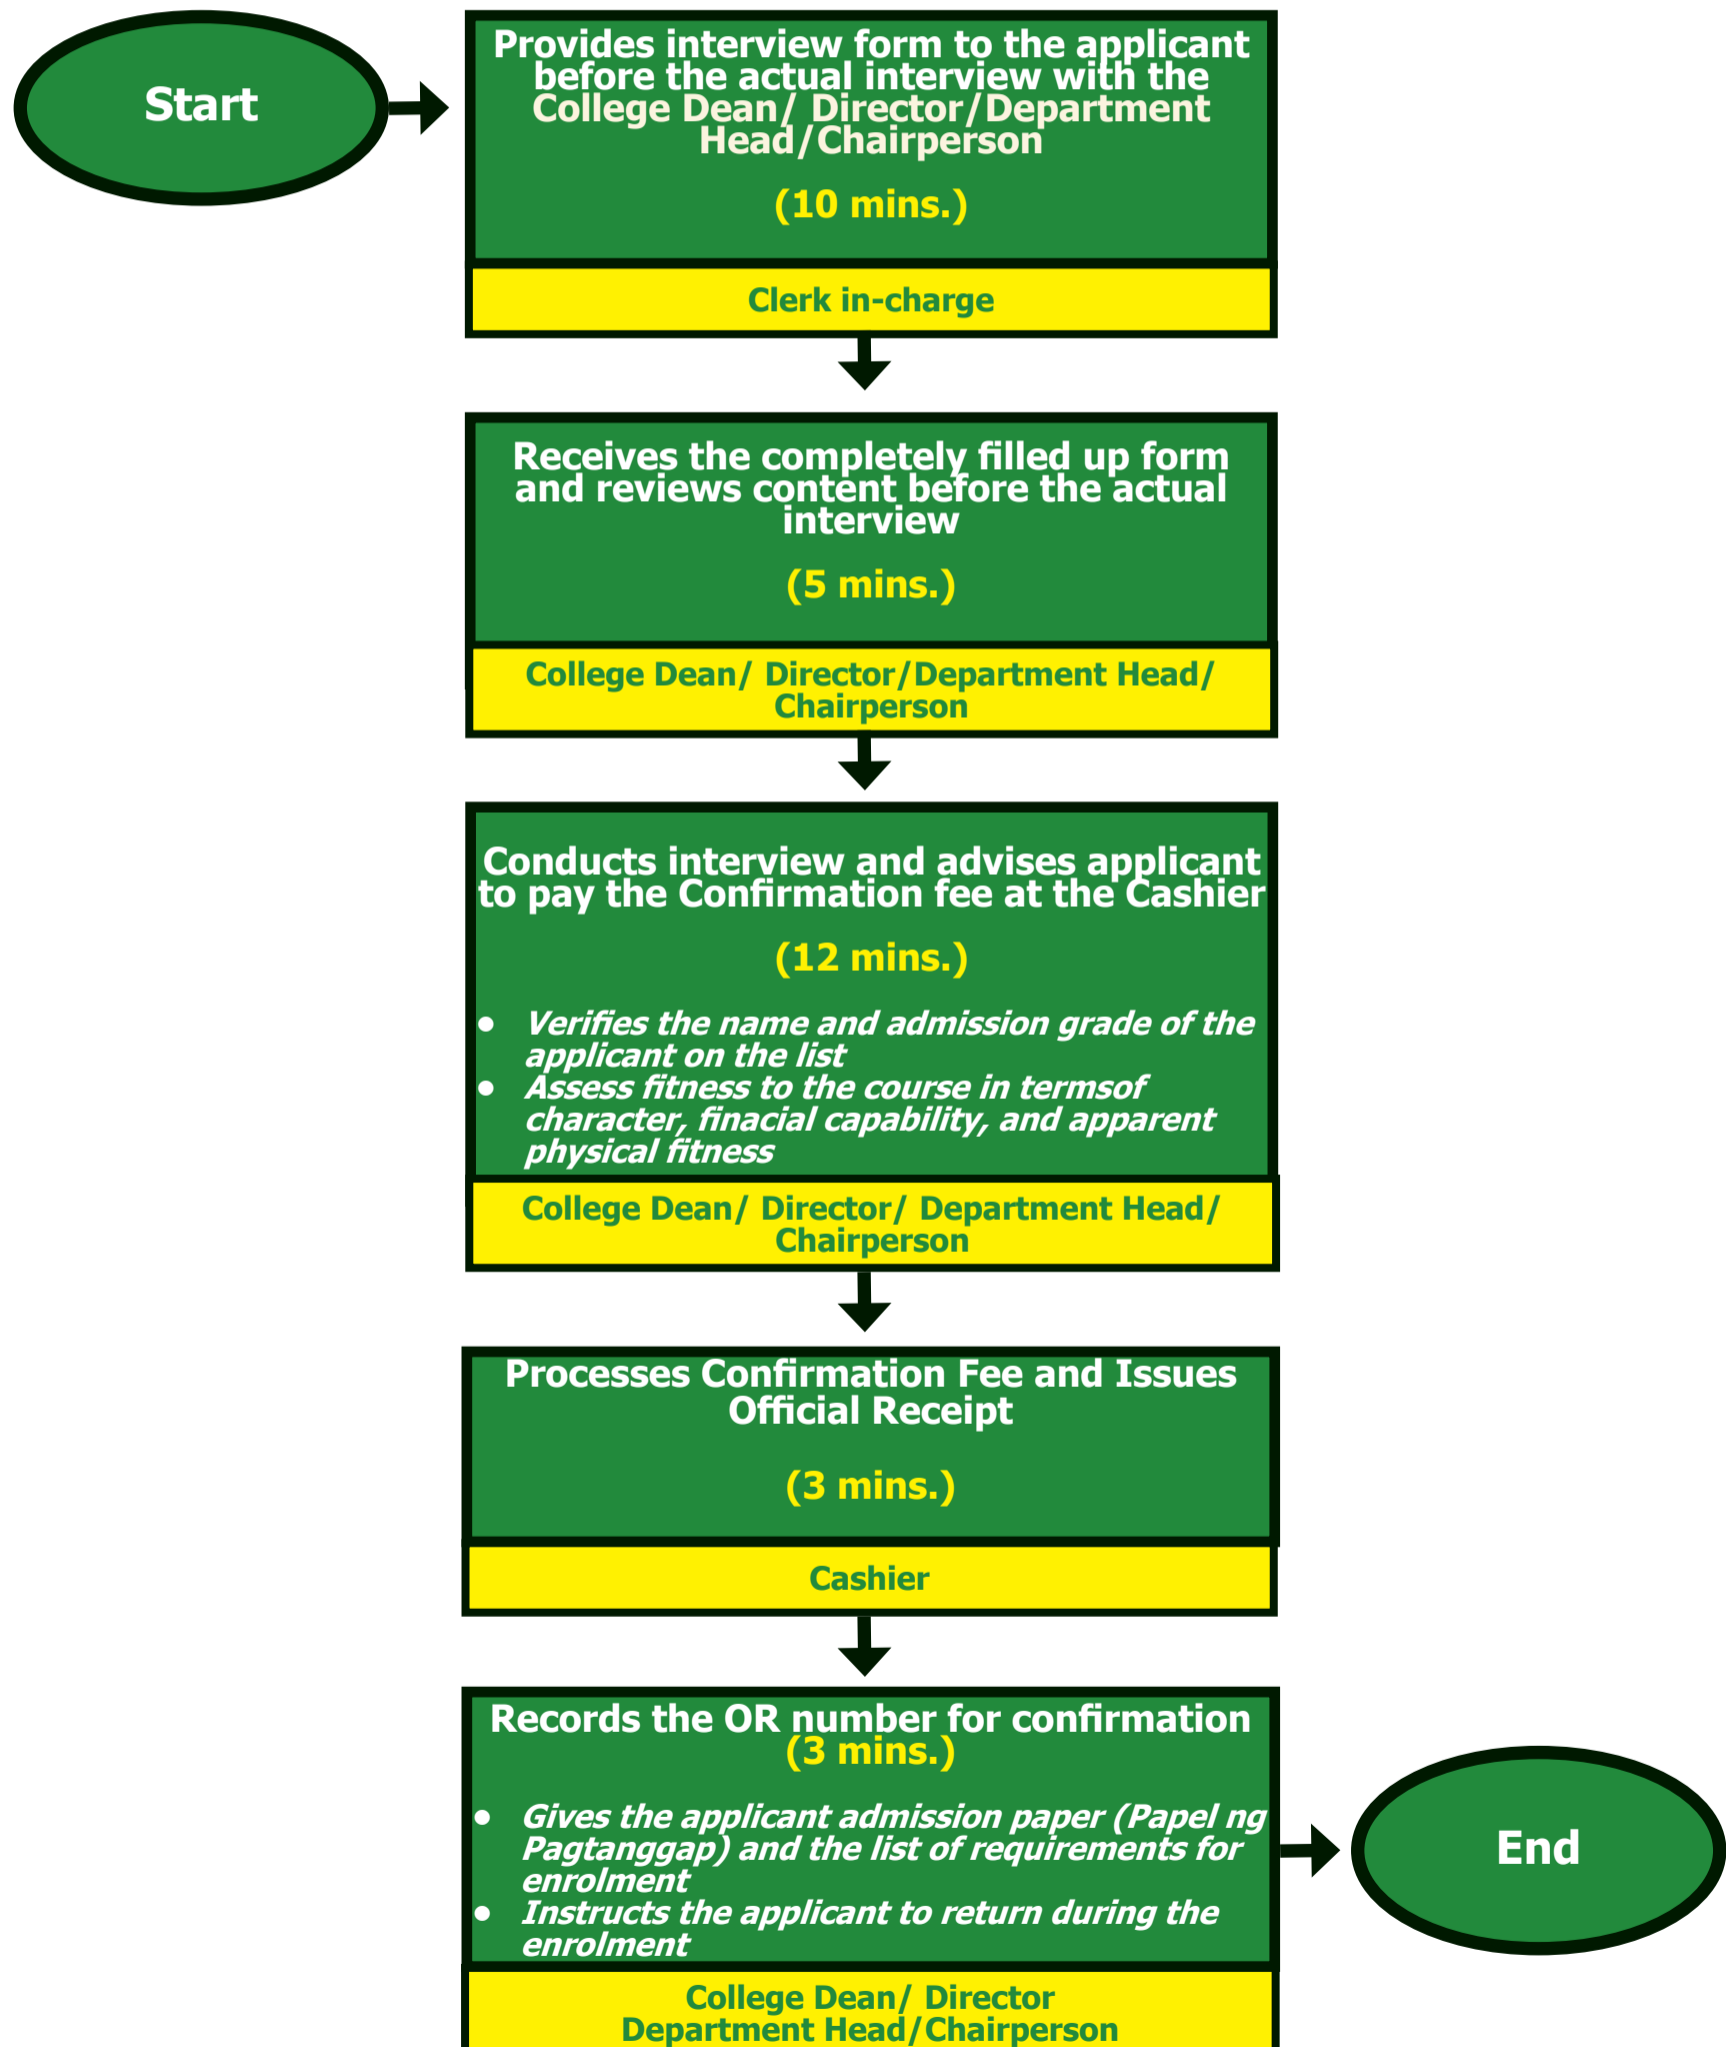 Start
Provides interview form to the applicant
before the actual interview with the
College Dean/ Director/Department
Head/Chairperson
(10 mins.)
Clerk in-charge
Receives the completely filled up form
and reviews content before the actual
interview
(5 mins.)
College Dean/ Director/Department Head/
Chairperson
Conducts interview and advises applicant
to pay the Confirmation fee at the Cashier
(12 mins.)
● Verifies the name and admission grade of the
applicant on the list
● Assess fitness to the course in termsof
character, finacial capability, and apparent
physical fitness
College Dean/ Director/ Department Head/
Chairperson
Processes Confirmation Fee and Issues
Official Receipt
(3 mins.)
Cashier
Records the OR number for confirmation
(3 mins.)
● Gives the applicant admission paper (Papel ng
Pagtanggap) and the list of requirements for
enrolment
● Instructs the applicant to return during the
enrolment
College Dean/ Director
Department Head/Chairperson
End